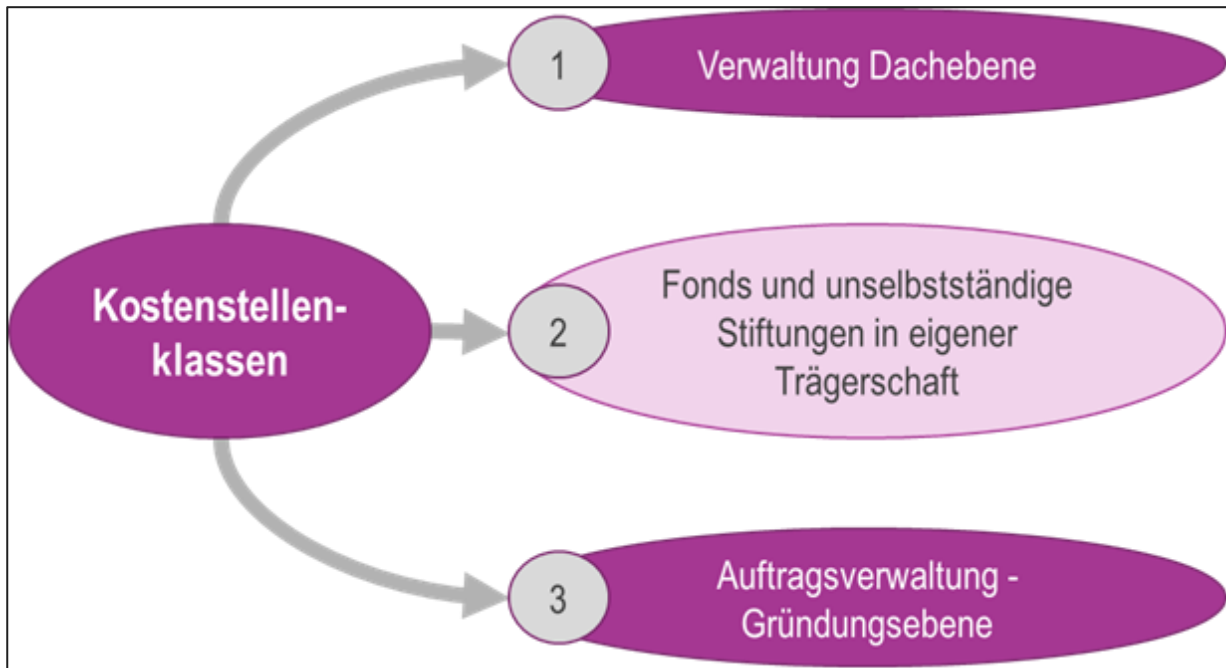 1
Verwaltung Dachebene
Kostenstellen-
klassen
2
Fonds und unselbstständige
Stiftungen in eigener
Trägerschaft
3
Auftragsverwaltung -
Gründungsebene